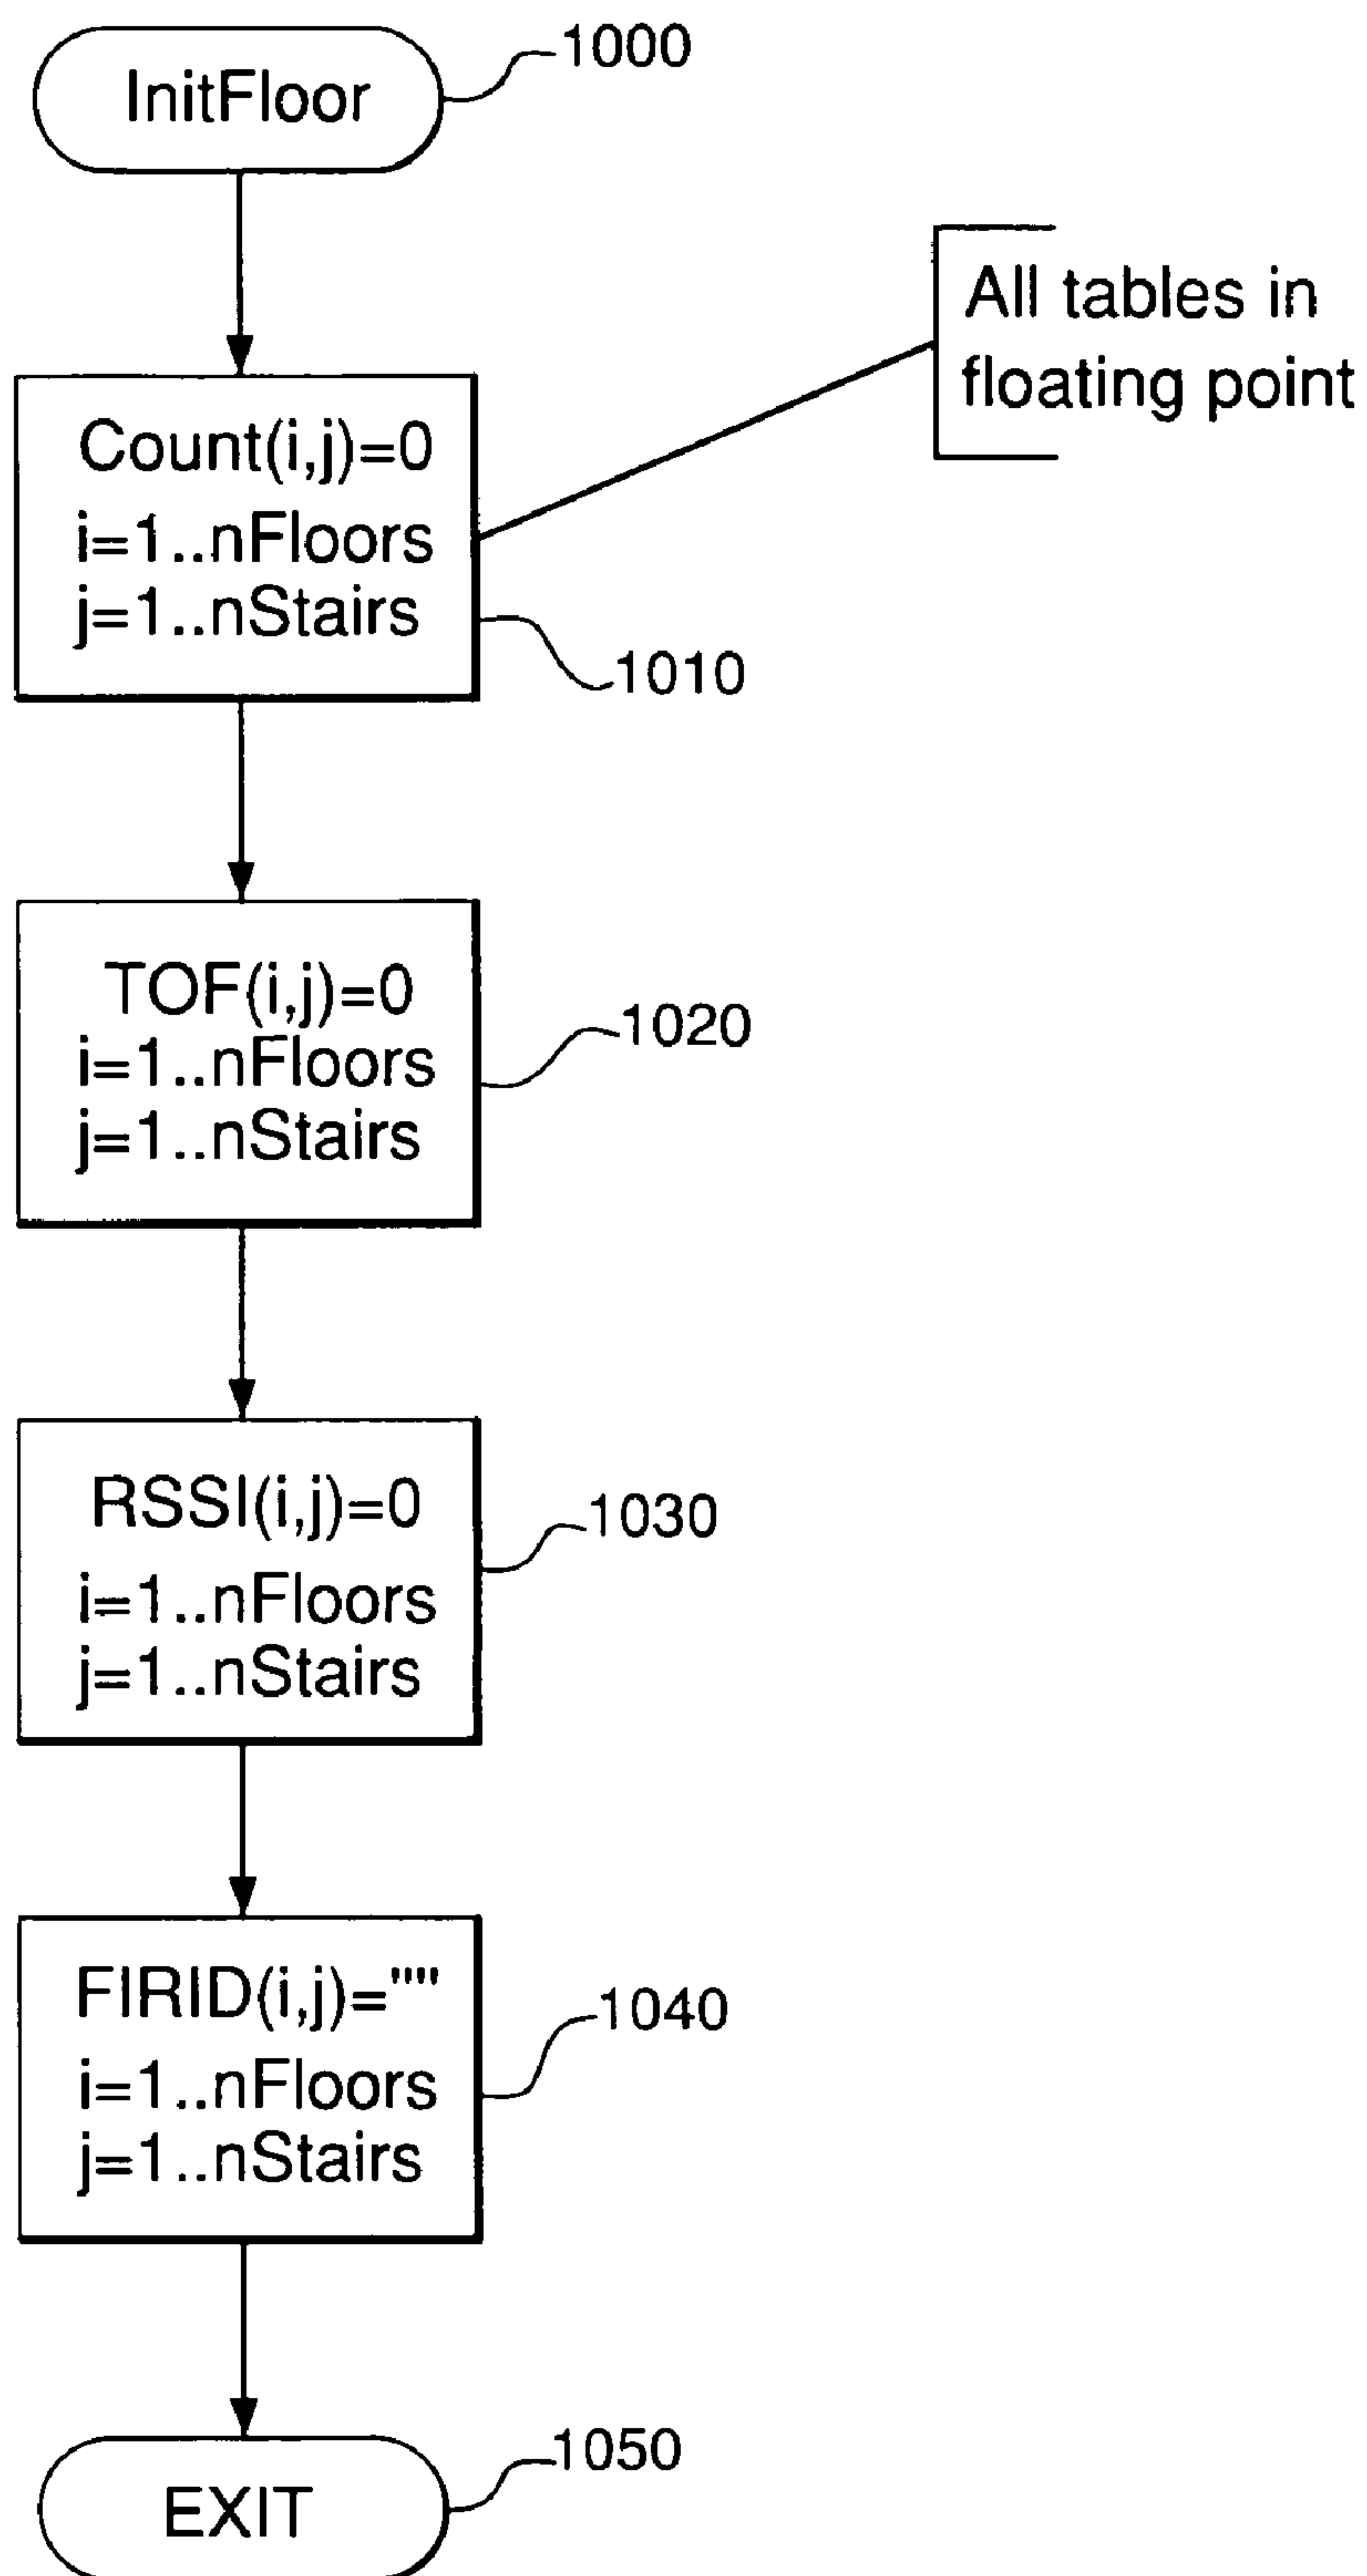 InitFloor
1000
All tables in
floating point
Count(i,j)=0
i=1..nFloors
j=1..nStairs
1010
TOF(i,j)=0
i=1..nFloors
j=1..nStairs
1020
RSSI(i,j)=0
i=1..nFloors
j=1..nStairs
1030
FIRID(i,j)=""
i=1..nFloors
j=1..nStairs
1040
EXIT
1050